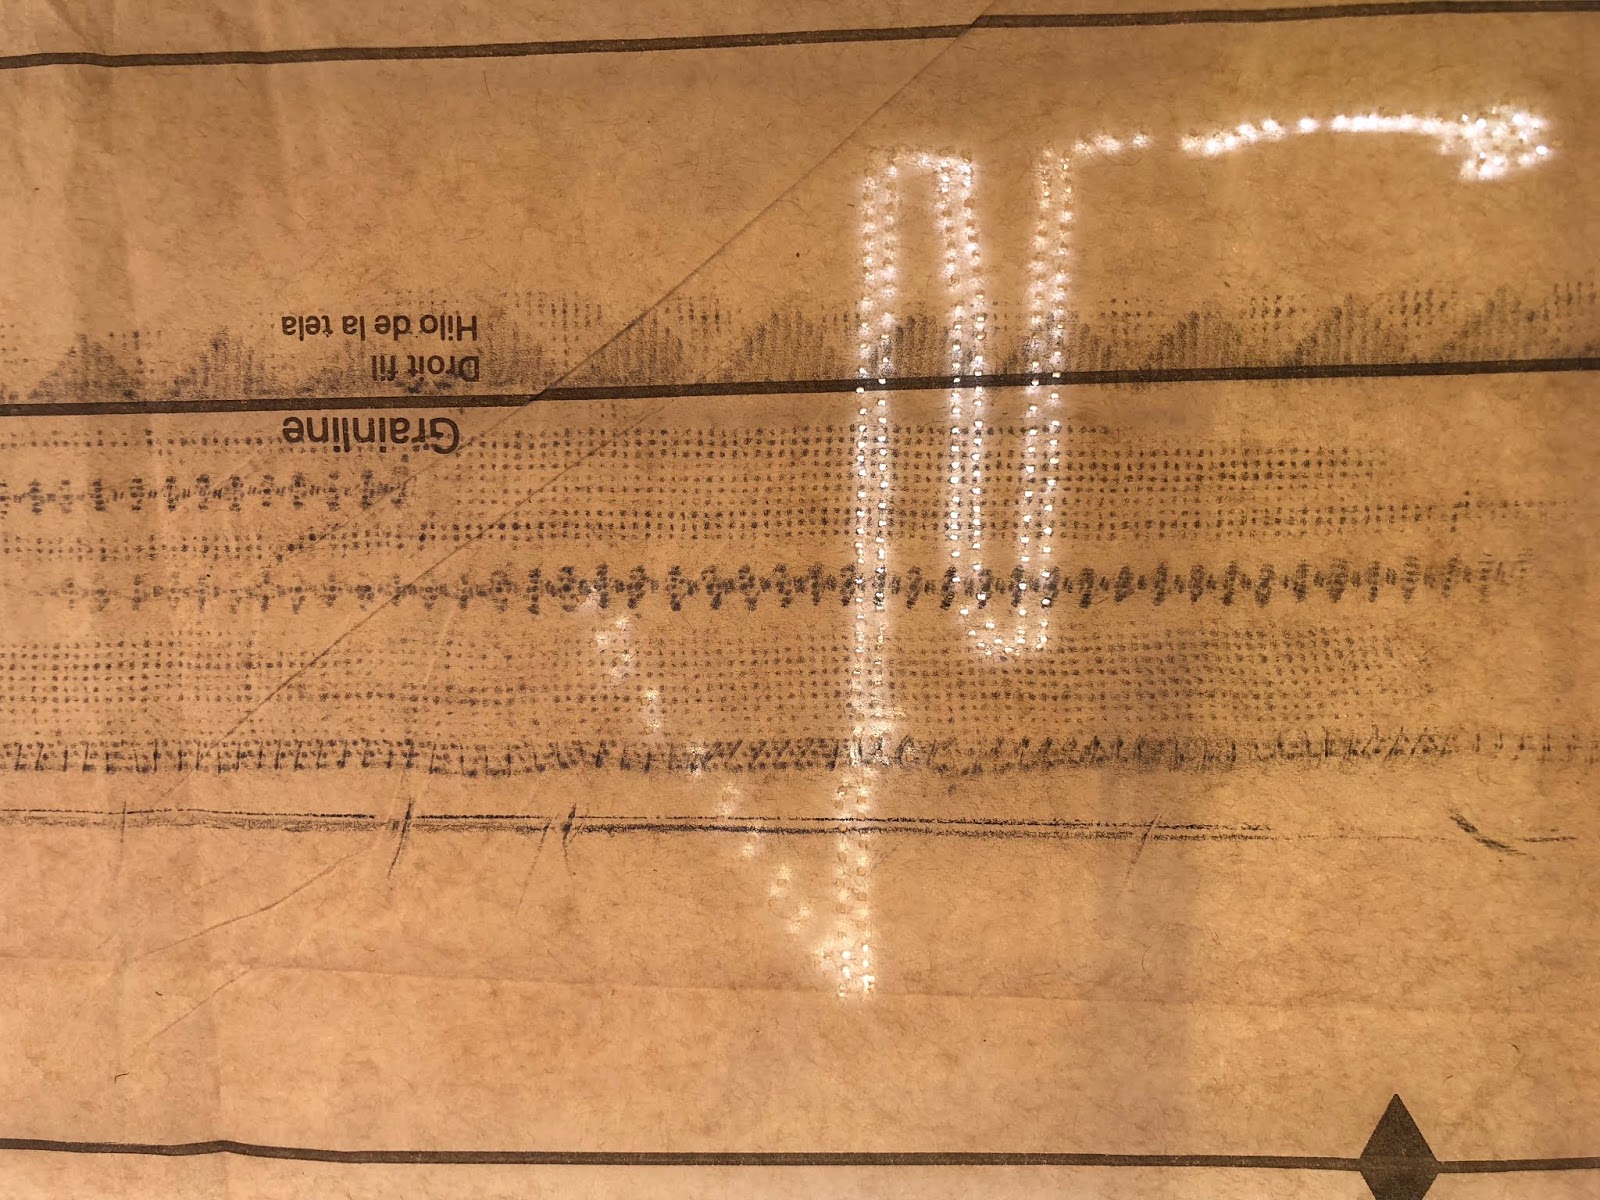 Grainline
Droit fil
Hilo de la tela